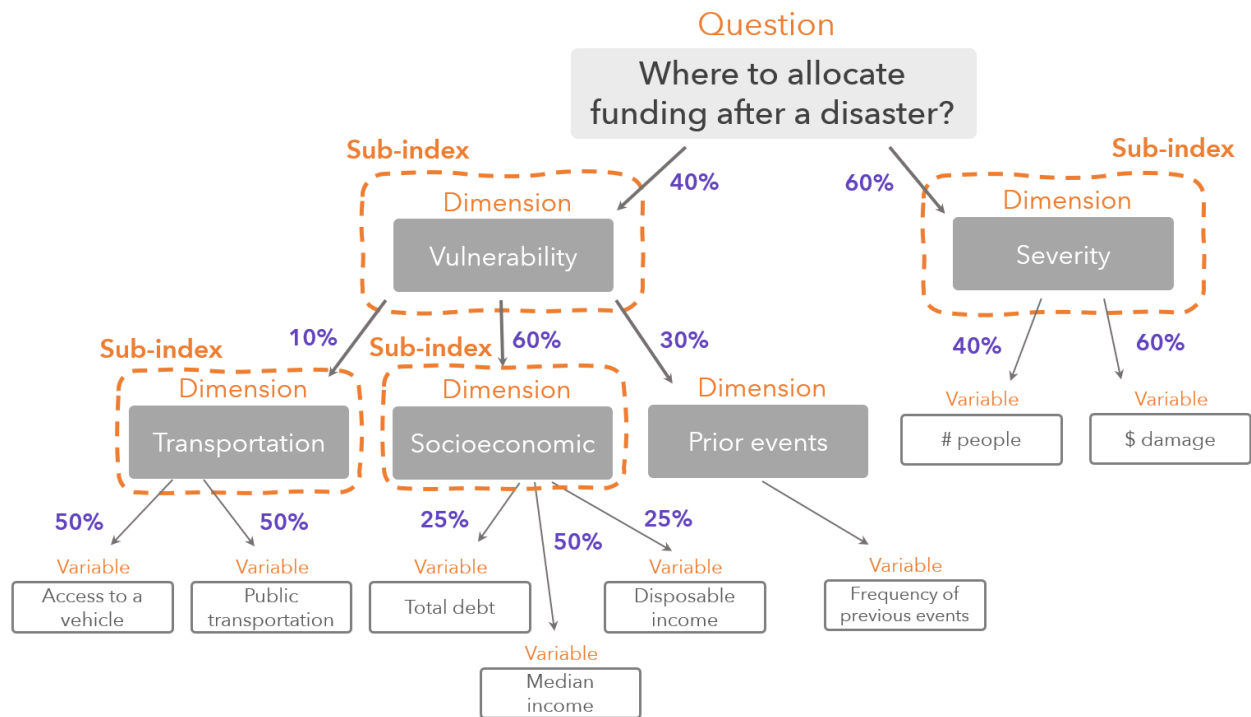 Question
Where to allocate
funding after a disaster?
Sub-index
Sub-index
40%
60%
Dimension
Dimension
Vulnerability
Severity
10%
60%
30%
40%
60%
Sub-index
Sub-index
Dimension
Dimension
Dimension
Variable
Variable
Transportation
Socioeconomic
Prior events
# people
$ damage
50%
50%
25%
50%
25%
Variable
Variable
Variable
Variable
Variable
Access to a
vehicle
Public
transportation
Total debt
Disposable
income
Frequency of
previous events
Variable
Median
income